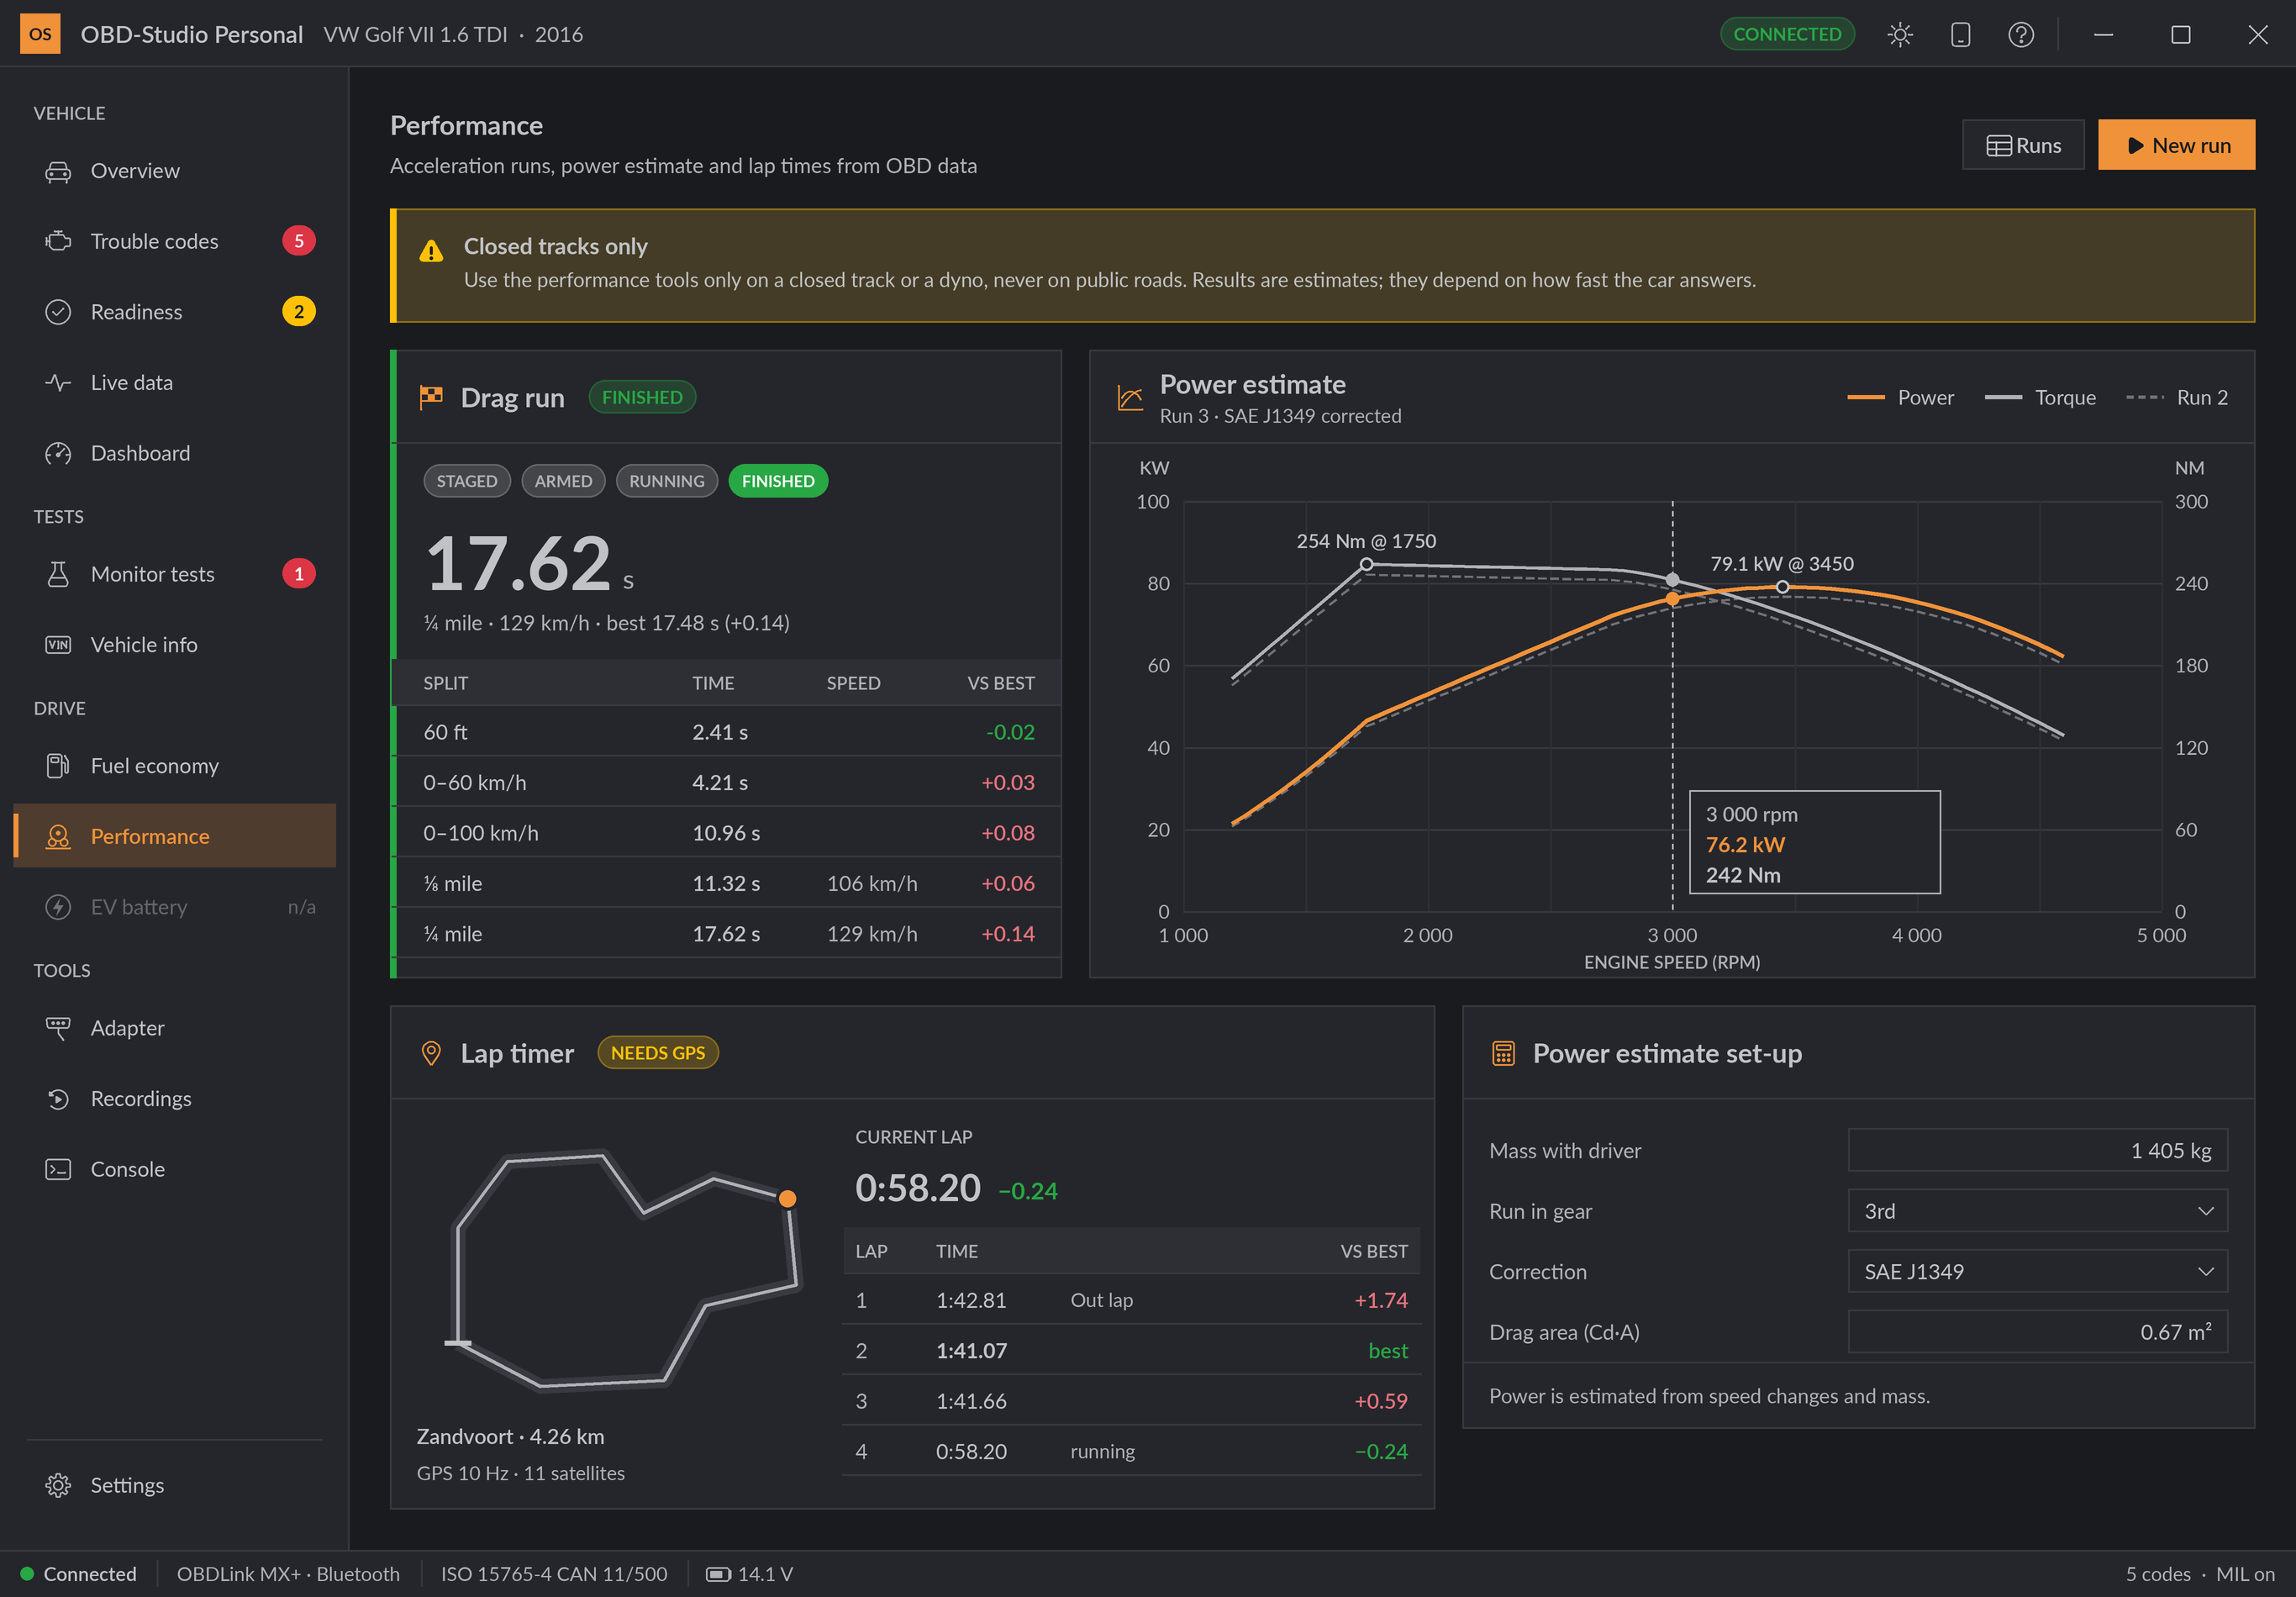 OS OBD-Studio Personal VW Golf VII 1.6 TDI · 2016 CONNECTED
VEHICLE
Overview
Trouble codes 5
Readiness 2
Live data
Dashboard
TESTS
Monitor tests 1
Vehicle info
DRIVE
Fuel economy
Performance
EV battery n/a
TOOLS
Adapter
Recordings
Console
Settings
Performance
Acceleration runs, power estimate and lap times from OBD data
Runs New run
Closed tracks only
Use the performance tools only on a closed track or a dyno, never on public roads. Results are estimates; they depend on how fast the car answers.
Drag run FINISHED
STAGED ARMED RUNNING FINISHED
17.62 s
¼ mile · 129 km/h · best 17.48 s (+0.14)
SPLIT TIME SPEED VS BEST
60 ft 2.41 s -0.02
0–60 km/h 4.21 s +0.03
0–100 km/h 10.96 s +0.08
⅛ mile 11.32 s 106 km/h +0.06
¼ mile 17.62 s 129 km/h +0.14
Power estimate
Run 3 · SAE J1349 corrected
Power Torque Run 2
KW NM
100 300
254 Nm @ 1750
79.1 kW @ 3450
80 240
60 180
40 120
3 000 rpm
76.2 kW
242 Nm
20 60
0 0
1 000 2 000 3 000 4 000 5 000
ENGINE SPEED (RPM)
Lap timer NEEDS GPS
Zandvoort · 4.26 km
GPS 10 Hz · 11 satellites
CURRENT LAP
0:58.20 −0.24
LAP TIME VS BEST
1 1:42.81 Out lap +1.74
2 1:41.07 best
3 1:41.66 +0.59
4 0:58.20 running −0.24
Power estimate set-up
Mass with driver 1 405 kg
Run in gear 3rd
Correction SAE J1349
Drag area (Cd·A) 0.67 m²
Power is estimated from speed changes and mass.
Connected OBDLink MX+ · Bluetooth ISO 15765-4 CAN 11/500 14.1 V 5 codes · MIL on